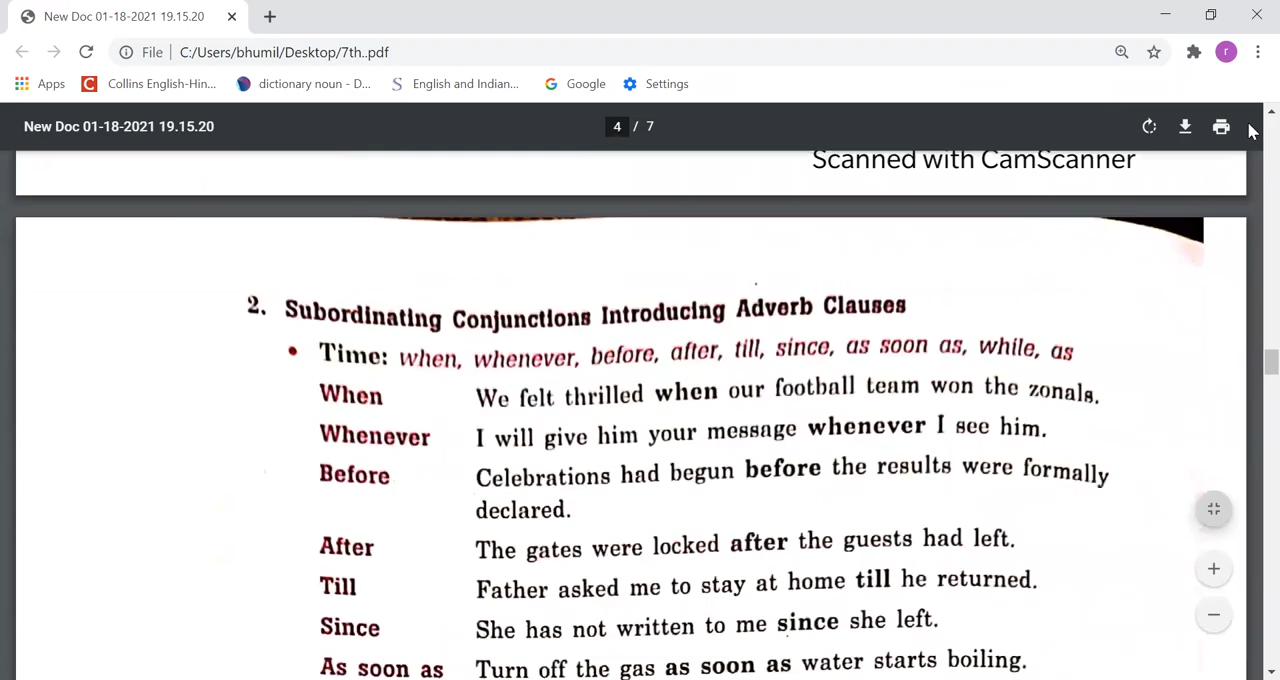 New Doc 01-18-2021 19.15.20
File C:/Users/bhumil/Desktop/7th..pdf
r
Apps Collins English-Hin... dictionary noun - D... English and Indian... Google Settings
New Doc 01-18-2021 19.15.20 4 / 7
Scanned with CamScanner
2. Subordinating Conjunctions Introducing Adverb Clauses
• Time: when, whenever, before, after, till, since, as soon as, while, as
When We felt thrilled when our football team won the zonals.
Whenever I will give him your message whenever I see him.
Before Celebrations had begun before the results were formally
declared.
After The gates were locked after the guests had left.
Till Father asked me to stay at home till he returned.
Since She has not written to me since she left.
As soon as Turn off the gas as soon as water starts boiling.